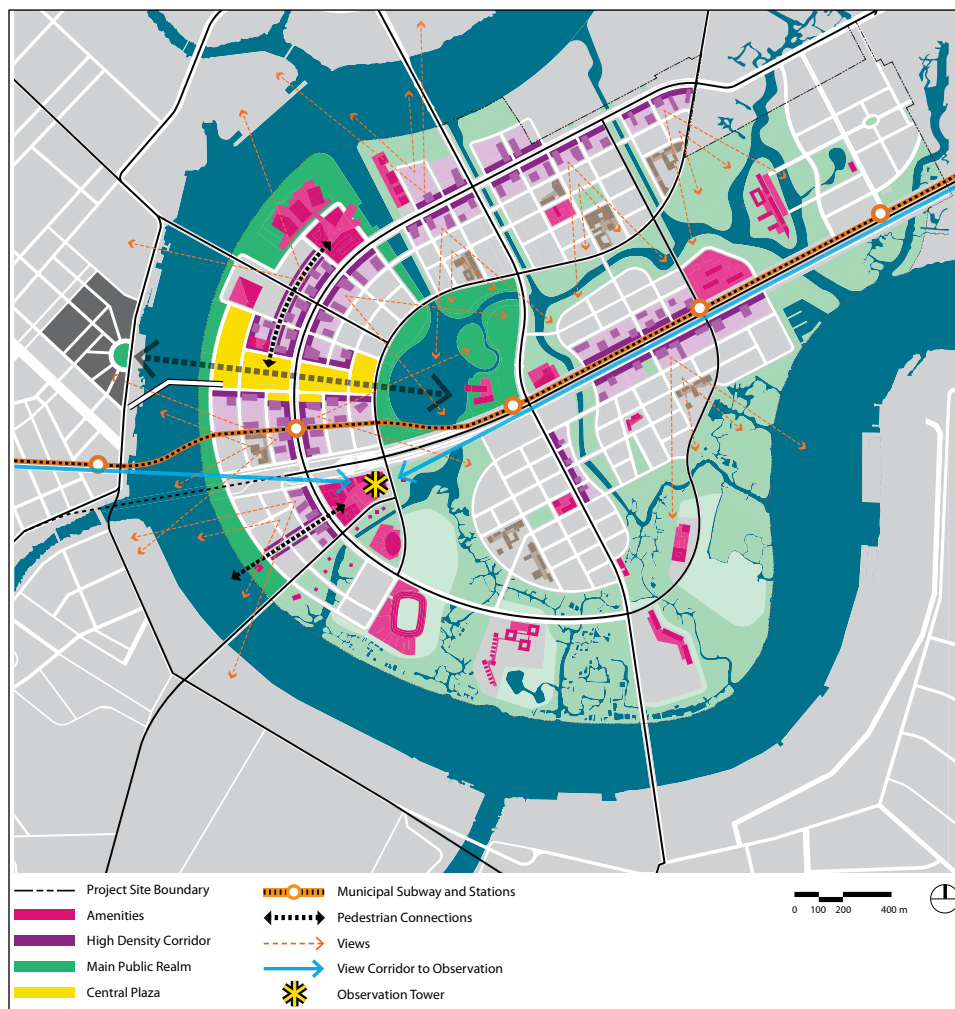 Project Site Boundary
Amenities
High Density Corridor
Main Public Realm
Central Plaza
Municipal Subway and Stations
Pedestrian Connections
Views
View Corridor to Observation
Observation Tower
0 100 200 400 m